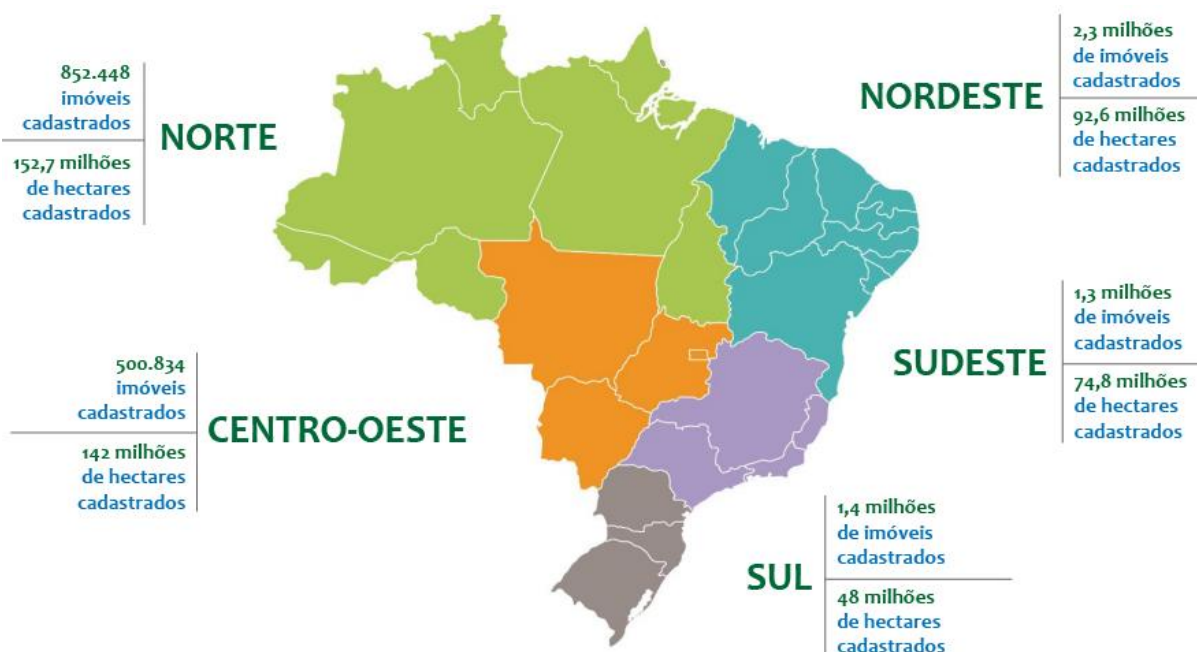 852.448
imóveis
cadastrados
152,7 milhões
de hectares
cadastrados
NORTE
2,3 milhões
de imóveis
cadastrados
92,6 milhões
de hectares
cadastrados
NORDESTE
500.834
imóveis
cadastrados
142 milhões
de hectares
cadastrados
CENTRO-OESTE
1,3 milhões
de imóveis
cadastrados
74,8 milhões
de hectares
cadastrados
SUDESTE
1,4 milhões
de imóveis
cadastrados
48 milhões
de hectares
cadastrados
SUL